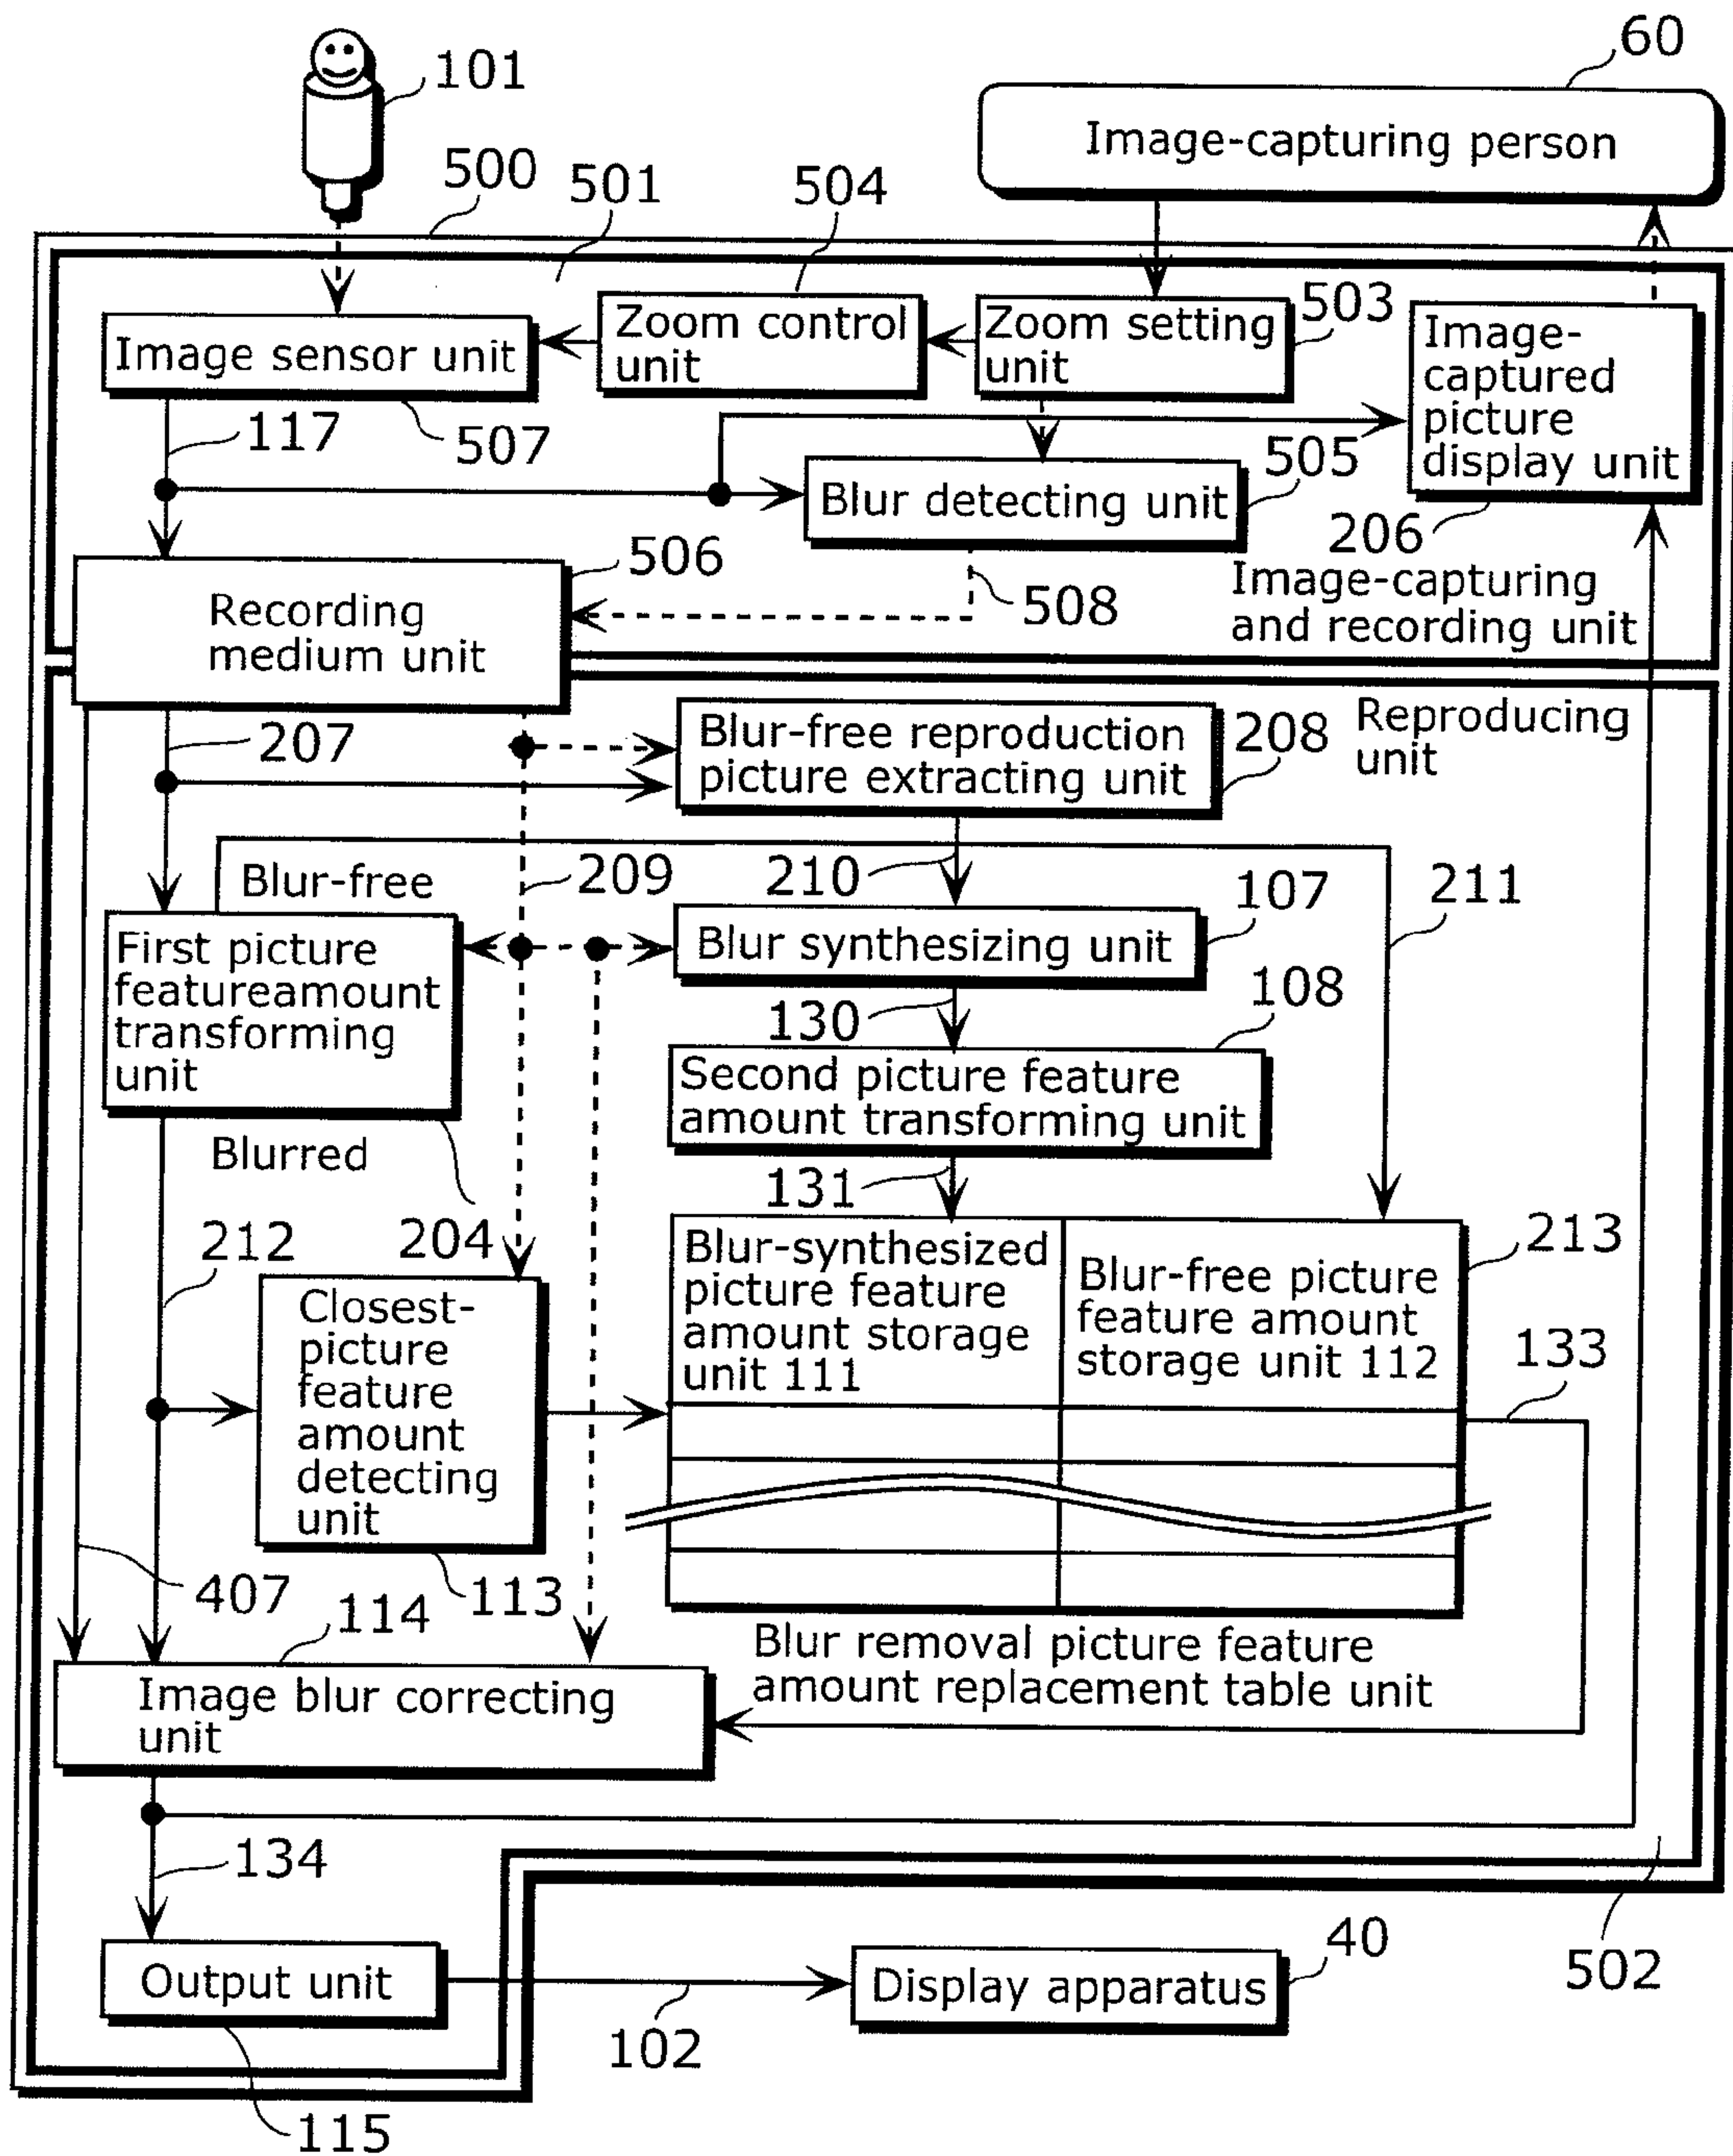 101
60
Image-capturing person
500
501
504
Zoom control
unit
Zoom setting
unit
503
Image sensor unit
Image-
captured
picture
display unit
117
507
505
Blur detecting unit
206
506
508
Image-capturing
and recording unit
Recording
medium unit
207
Blur-free reproduction
picture extracting unit
208
Reproducing
unit
Blur-free
209
210
107
211
First picture
featureamount
transforming
unit
Blur synthesizing unit
108
130
Second picture feature
amount transforming unit
Blurred
131
212
204
213
Closest-
picture
feature
amount
detecting
unit
Blur-synthesized
picture feature
amount storage
unit 111
Blur-free picture
feature amount
storage unit 112
133
407
113
114
Blur removal picture feature
amount replacement table unit
Image blur correcting
unit
134
502
Output unit
40
Display apparatus
102
115